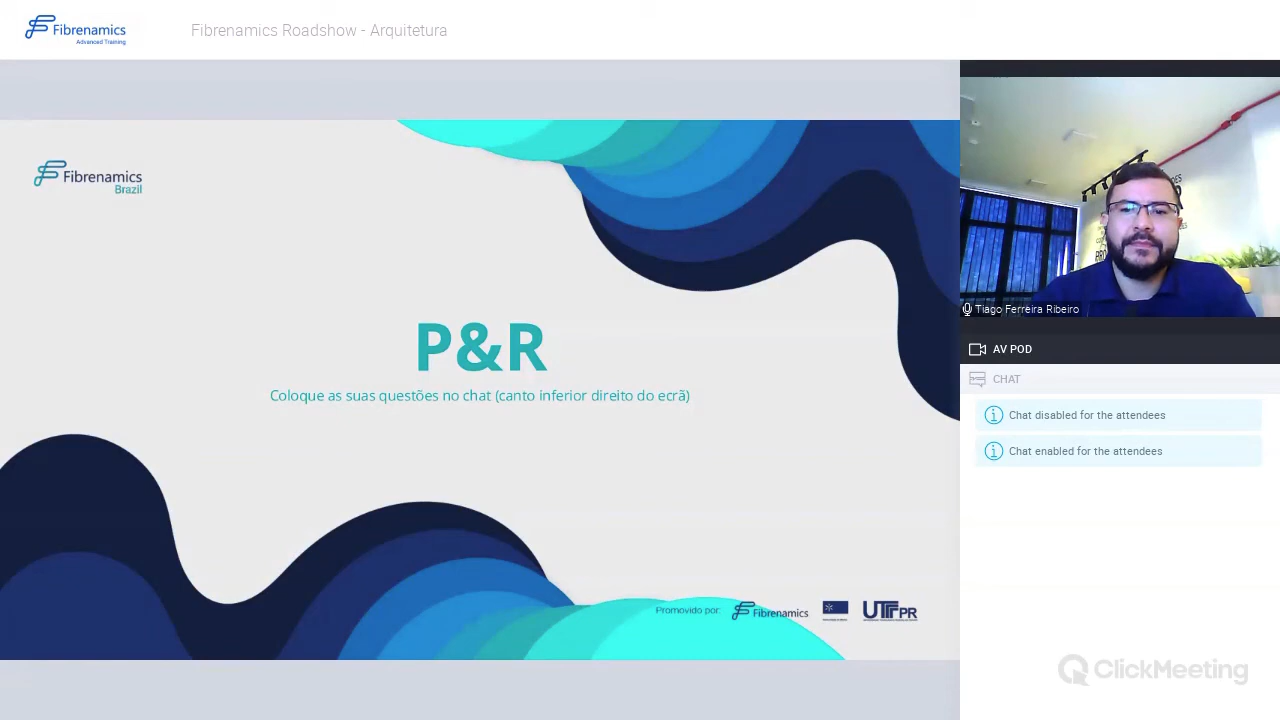 Fibrenamics
Advanced Training
Fibrenamics Roadshow - Arquitetura
Fibrenamics
Brazil
P&R
Coloque as suas questões no chat (canto inferior direito do ecrã)
Promovido por:
Fibrenamics
UTFPR
Tiago Ferreira Ribeiro
AV POD
CHAT
Chat disabled for the attendees
Chat enabled for the attendees
ClickMeeting